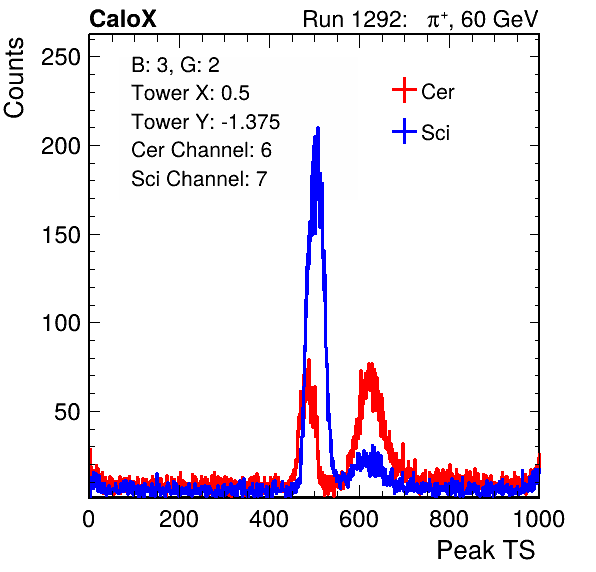 CaloX Run 1292: π+, 60 GeV
B: 3, G: 2
Tower X: 0.5
Tower Y: -1.375
Cer Channel: 6
Sci Channel: 7
Cer
Sci
Counts
250
200
150
100
50
0 200 400 600 800 1000
Peak TS